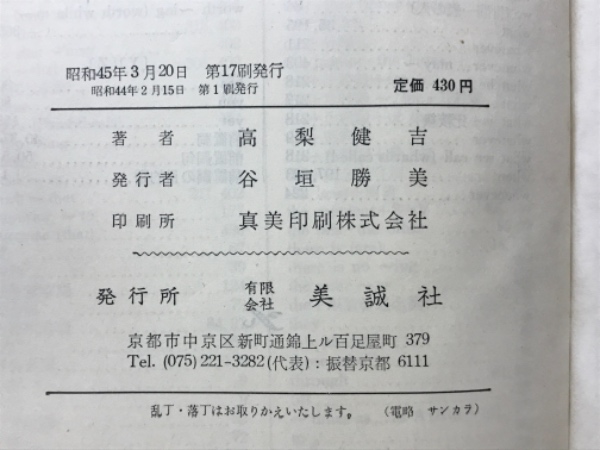 昭和45年3月20日 第17刷発行
昭和44年2月15日 第1刷発行
定価 430円
著者 高梨健吉
発行者 谷垣勝美
印刷所 真美印刷株式会社
発行所 有限会社 美誠社
京都市中京区新町通錦上ル百足屋町 379
Tel. (075) 221-3282 (代表) : 振替京都 6111
乱丁・落丁はお取りかえいたします。 (電略 サンカラ)